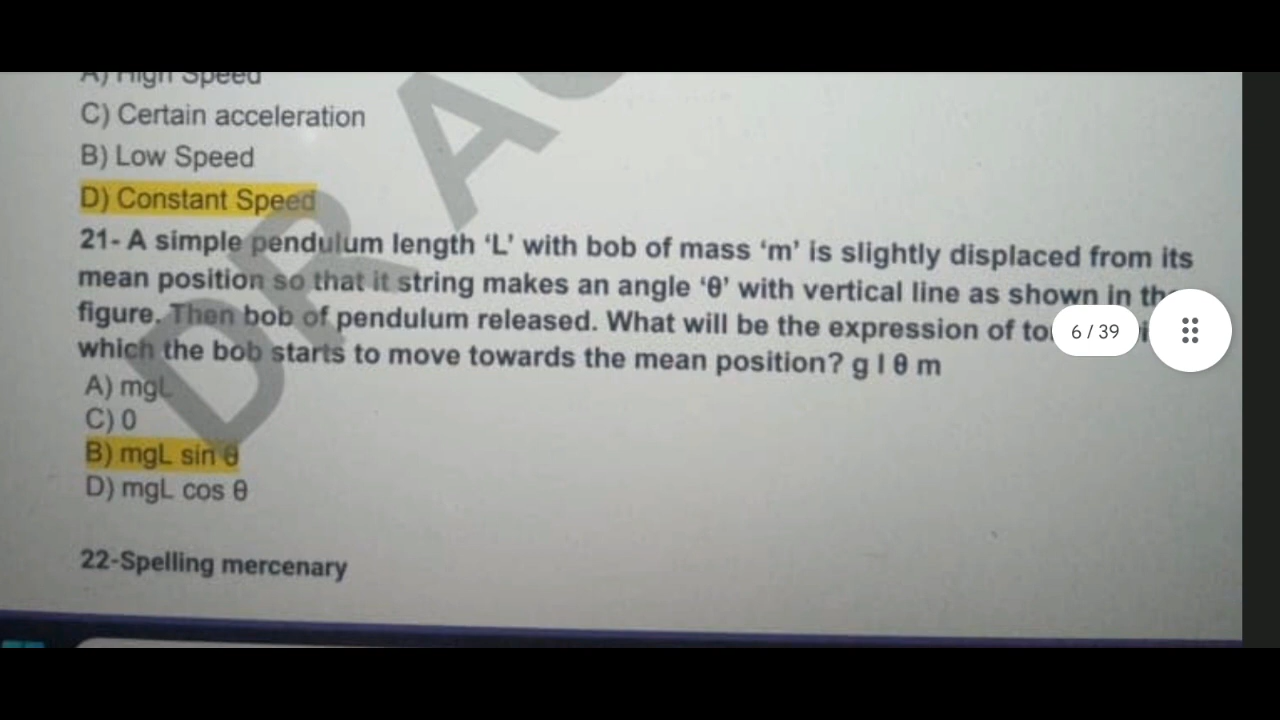 A) High Speed
C) Certain acceleration
B) Low Speed
D) Constant Speed
21- A simple pendulum length ‘L’ with bob of mass ‘m’ is slightly displaced from its
mean position so that it string makes an angle ‘θ’ with vertical line as shown in the
figure. Then bob of pendulum released. What will be the expression of
which the bob starts to move towards the mean position? g l θ m
A) mgL
C) 0
B) mgL sin θ
D) mgL cos θ
22-Spelling mercenary
6 / 39
DR A